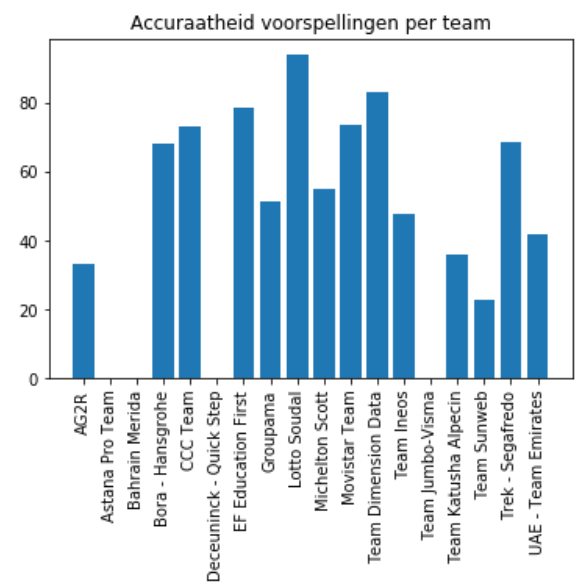 Accuraatheid voorspellingen per team
80
60
40
20
0
AG2R
Astana Pro Team
Bahrain Merida
Bora - Hansgrohe
CCC Team
Deceuninck - Quick Step
EF Education First
Groupama
Lotto Soudal
Michelton Scott
Movistar Team
Team Dimension Data
Team Ineos
Team Jumbo-Visma
Team Katusha Alpecin
Team Sunweb
Trek - Segafredo
UAE - Team Emirates